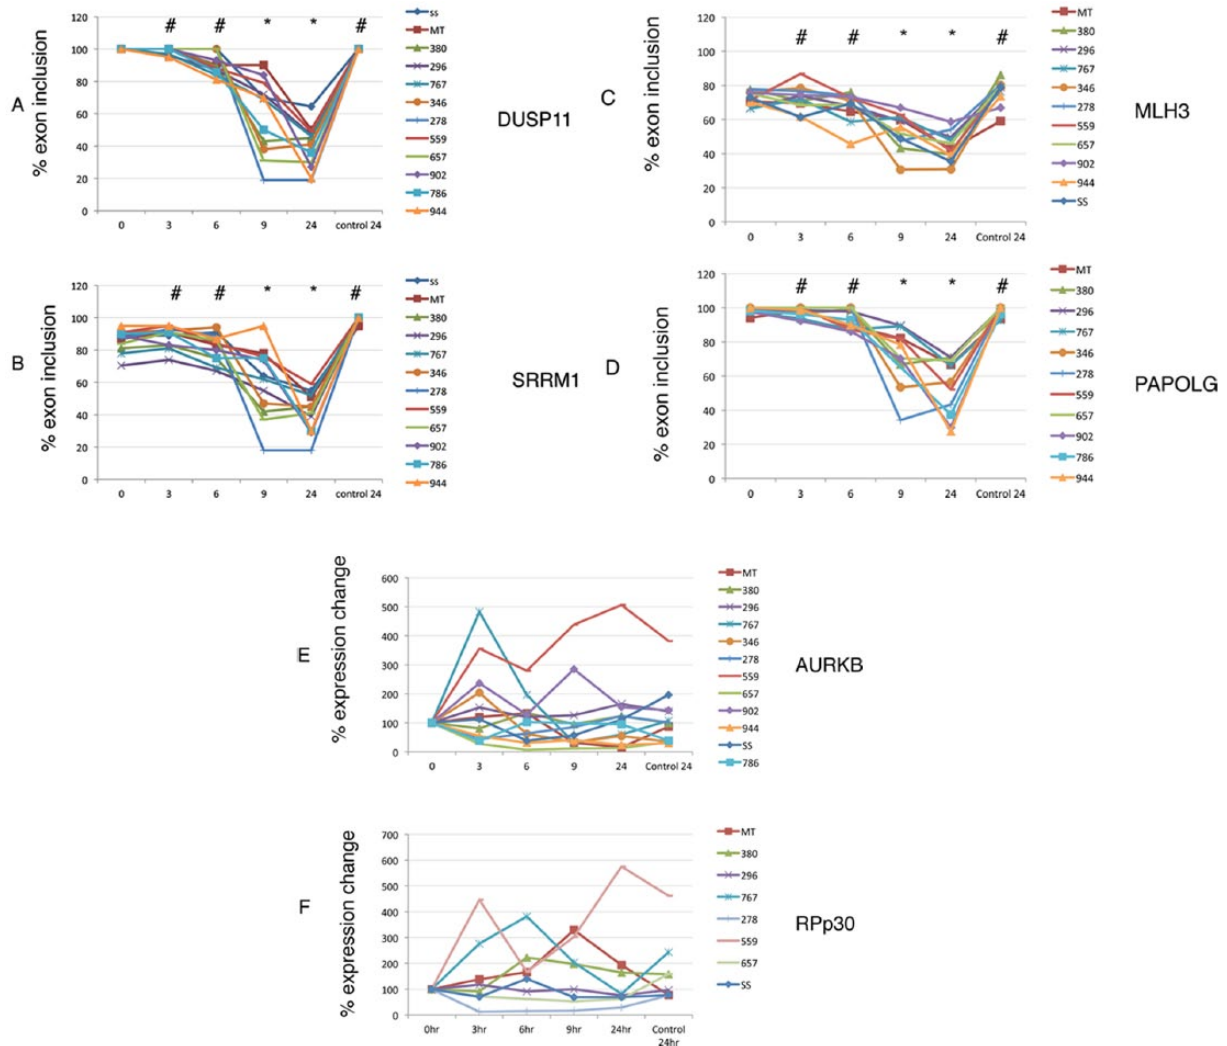 A
% exon inclusion
120
100
80
60
40
20
0
# # * * #
0 3 6 9 24 control 24
ss
MT
380
296
767
346
278
559
657
902
786
944
DUSP11
C
% exon inclusion
120
100
80
60
40
20
0
# # * * #
0 3 6 9 24 Control 24
MT
380
296
767
346
278
559
657
902
944
SS
MLH3
B
% exon inclusion
120
100
80
60
40
20
0
# # * * #
0 3 6 9 24 control 24
ss
MT
380
296
767
346
278
559
657
902
786
944
SRRM1
D
% exon inclusion
120
100
80
60
40
20
0
# # * * #
0 3 6 9 24 Control 24
MT
380
296
767
346
278
559
657
902
786
944
PAPOLG
E
% expression change
600
500
400
300
200
100
0
0 3 6 9 24 Control 24
MT
380
296
767
346
278
559
657
902
944
SS
786
AURKB
F
% expression change
700
600
500
400
300
200
100
0
0hr 3hr 6hr 9hr 24hr Control
24hr
MT
380
296
767
278
559
657
SS
RPp30